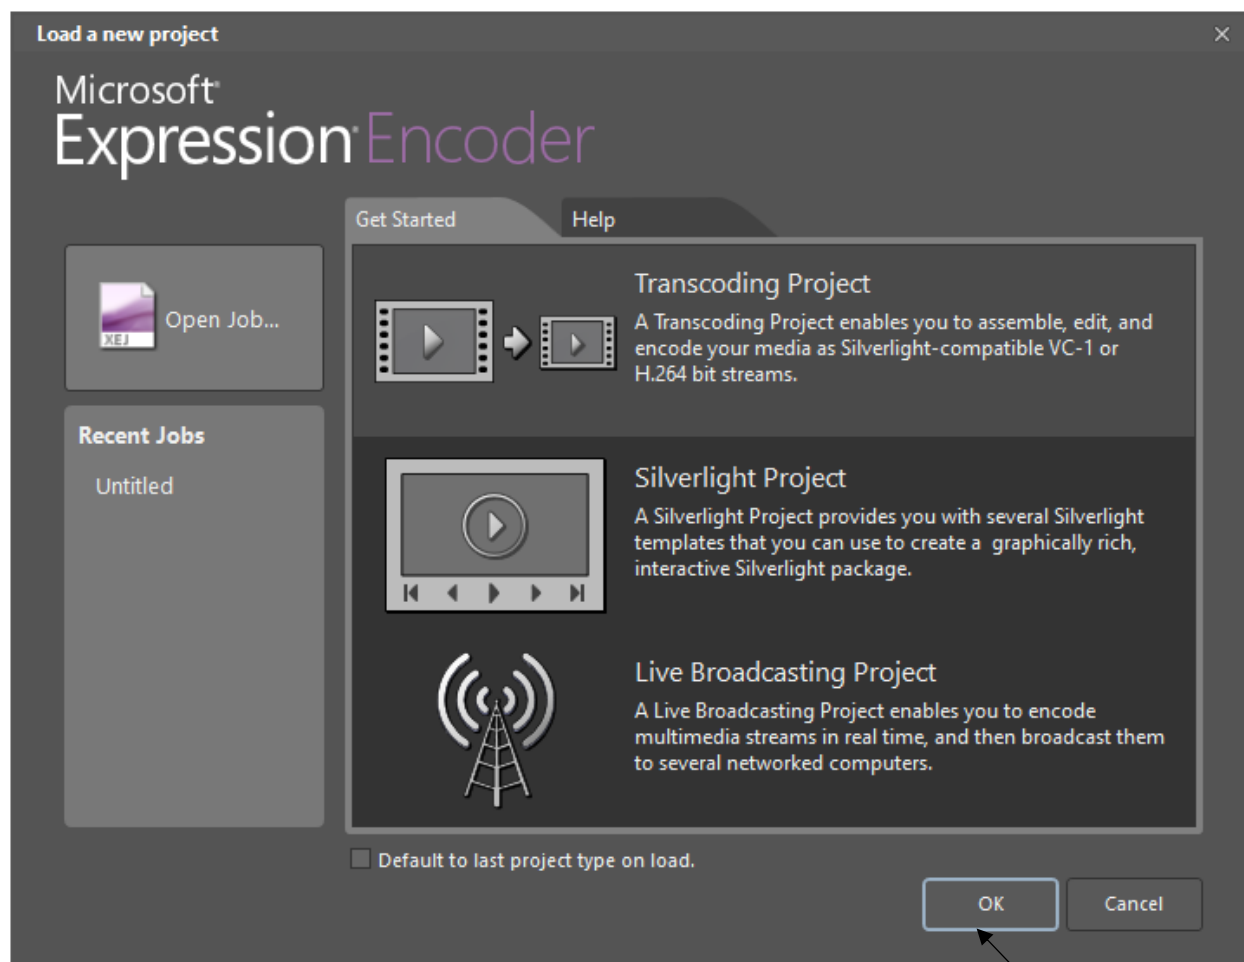 Load a new project
Microsoft®
Expression® Encoder
Get Started
Help
XEJ
Open Job...
Recent Jobs
Untitled
Transcoding Project
A Transcoding Project enables you to assemble, edit, and
encode your media as Silverlight-compatible VC-1 or
H.264 bit streams.
Silverlight Project
A Silverlight Project provides you with several Silverlight
templates that you can use to create a  graphically rich,
interactive Silverlight package.
Live Broadcasting Project
A Live Broadcasting Project enables you to encode
multimedia streams in real time, and then broadcast them
to several networked computers.
Default to last project type on load.
OK
Cancel